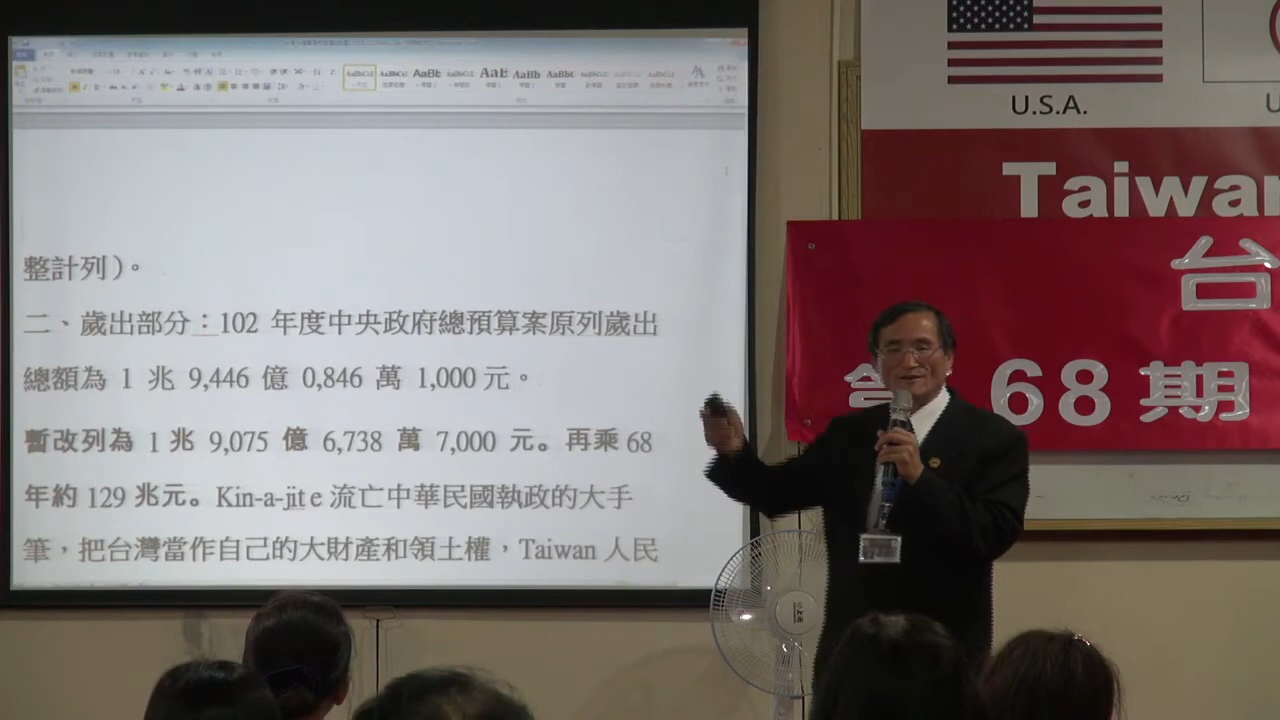 整計列)。
二、歲出部分：102 年度中央政府總預算案原列歲出
總額為 1 兆 9,446 億 0,846 萬 1,000 元。
暫改列為 1 兆 9,075 億 6,738 萬 7,000 元。再乘 68
年約 129 兆元。Kin-a-jit e 流亡中華民國執政的大手
筆，把台灣當作自己的大財產和領土權，Taiwan 人民
U.S.A.
U
Taiwan
台
68 期